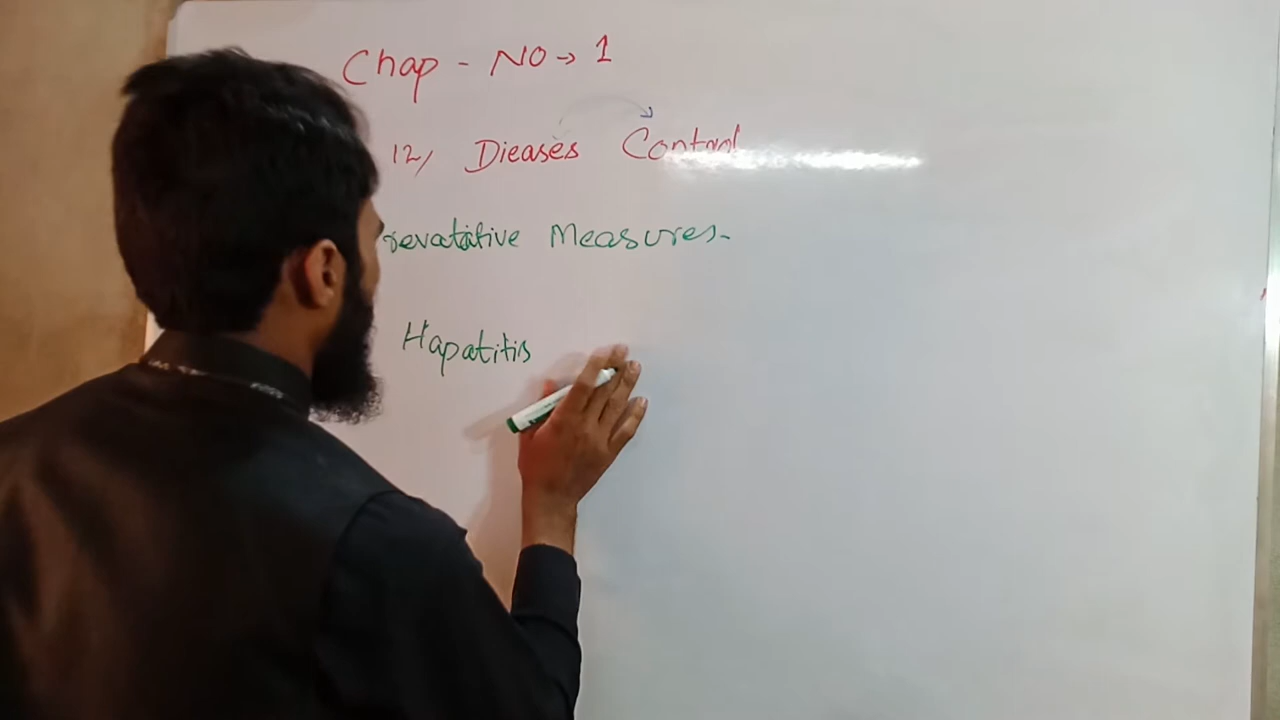 Chap - NO → 1
12, Dieases Control
revatative Measures.
Hapatitis